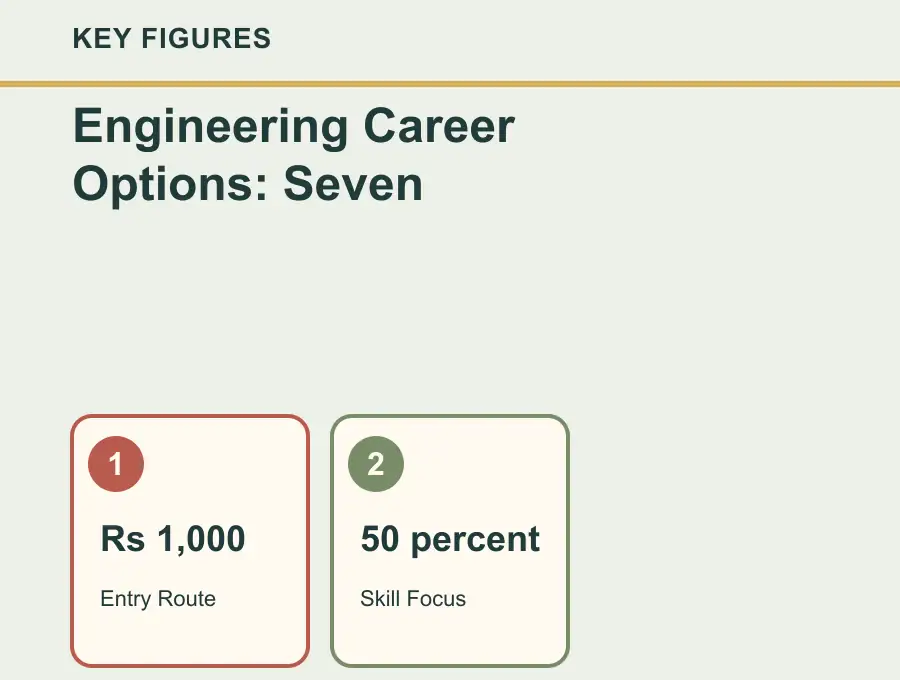 KEY FIGURES
Engineering Career
Options: Seven
1
Rs 1,000
Entry Route
2
50 percent
Skill Focus